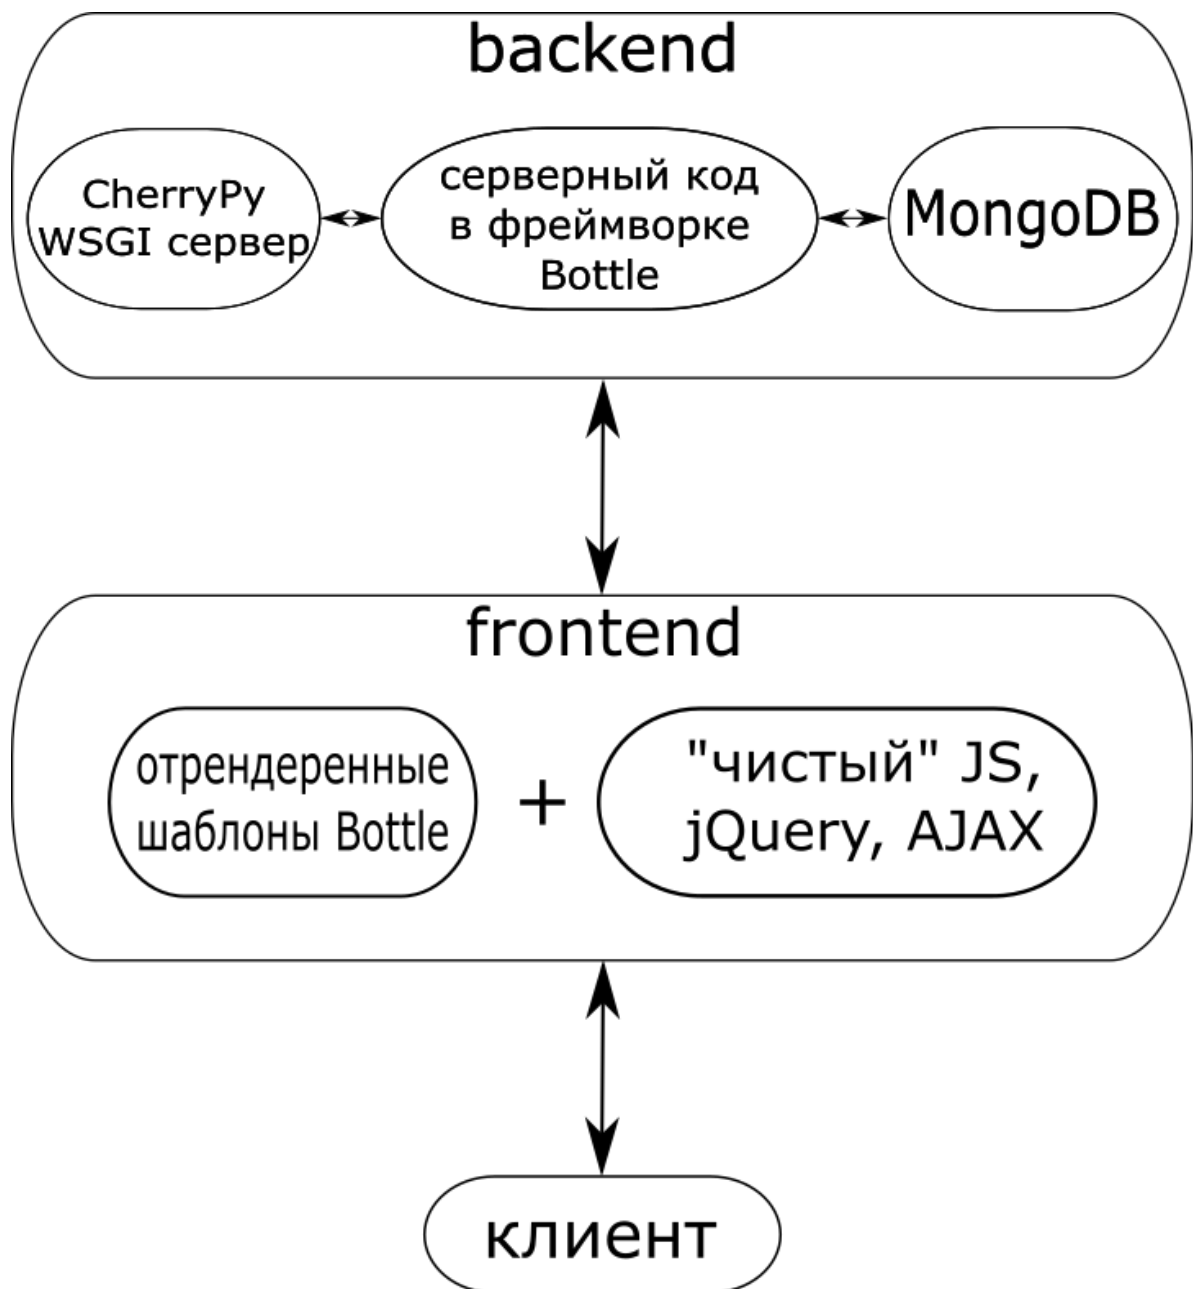 backend
CherryPy
WSGI сервер
серверный код
в фреймворке
Bottle
MongoDB
frontend
отрендеренные
шаблоны Bottle
+
"чистый" JS,
jQuery, AJAX
клиент